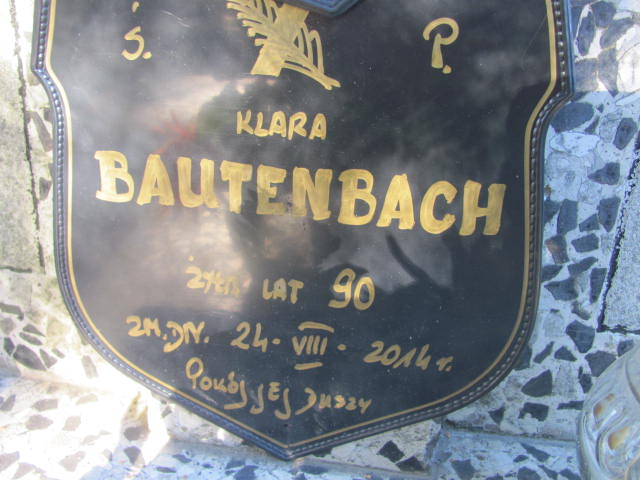 Ś. P.
KLARA
BAUTENBACH
ŻYŁA LAT 90
ZM. DN. 24-VIII-2014 r.
Pokój JEJ Duszy